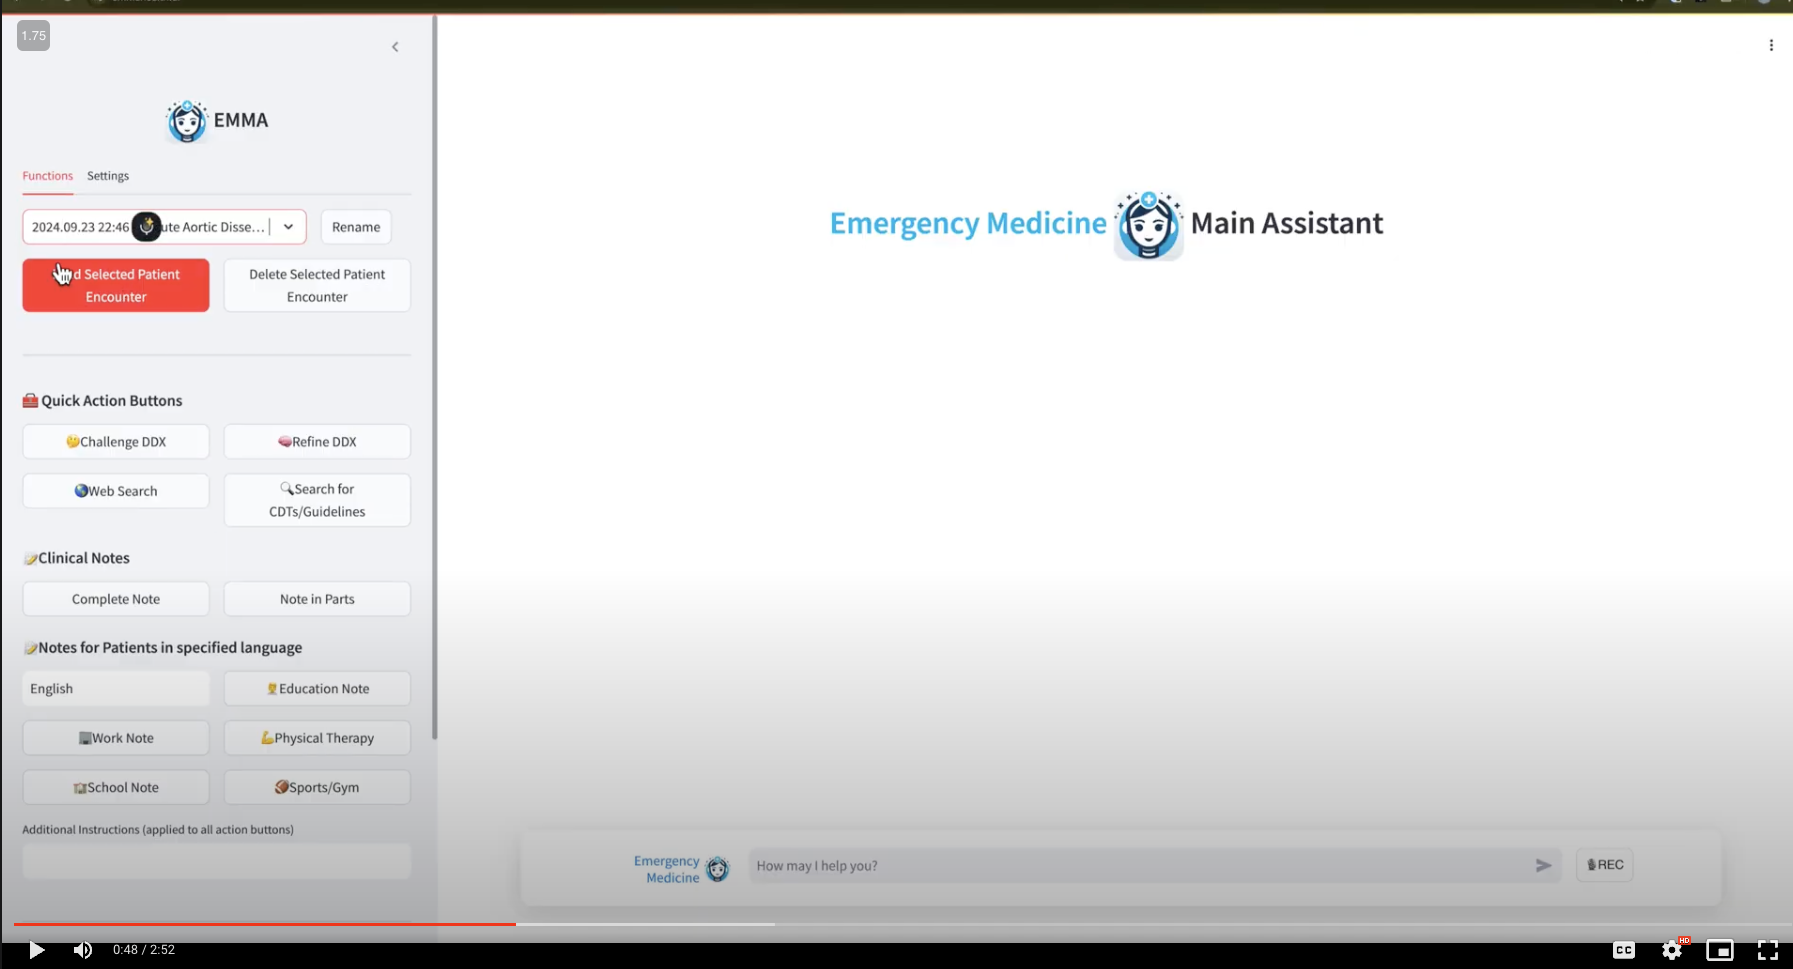 1.75
EMMA
Functions Settings
2024.09.23 22:46 ute Aortic Disse...
Rename
Selected Patient
Encounter
Delete Selected Patient
Encounter
Quick Action Buttons
Challenge DDX
Refine DDX
Web Search
Search for
CDTs/Guidelines
Clinical Notes
Complete Note
Note in Parts
Notes for Patients in specified language
English
Education Note
Work Note
Physical Therapy
School Note
Sports/Gym
Additional Instructions (applied to all action buttons)
Emergency Medicine Main Assistant
Emergency
Medicine
How may I help you?
REC
0:48 / 2:52
CC
HD